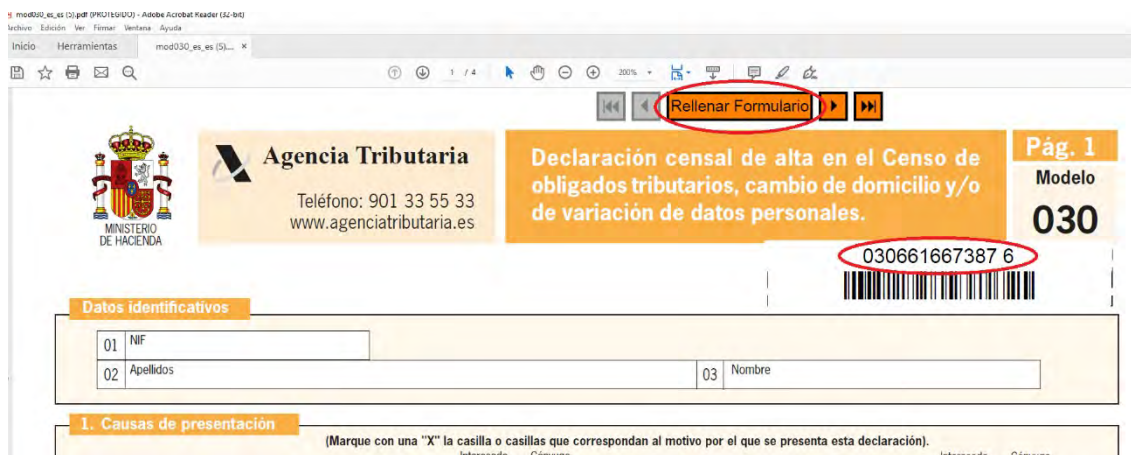 mod030_es_es (5).pdf (PROTEGIDO) - Adobe Acrobat Reader (32-bit)
Archivo Edición Ver Firmar Ventana Ayuda
Inicio Herramientas mod030_es_es (5).... ×
1 / 4 200%
Rellenar Formulario
MINISTERIO
DE HACIENDA
Agencia Tributaria
Teléfono: 901 33 55 33
www.agenciatributaria.es
Declaración censal de alta en el Censo de
obligados tributarios, cambio de domicilio y/o
de variación de datos personales.
Pág. 1
Modelo
030
030661667387 6
Datos identificativos
01 NIF
02 Apellidos 03 Nombre
1. Causas de presentación
(Marque con una "X" la casilla o casillas que correspondan al motivo por el que se presenta esta declaración).